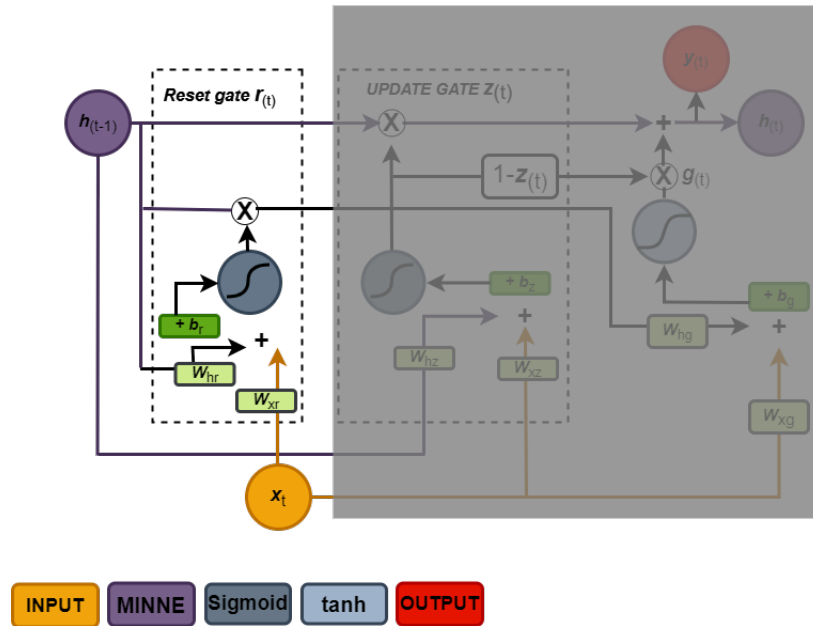 Reset gate r(t)
UPDATE GATE z(t)
y(t)
h(t-1)
X
X
+
h(t)
1-z(t)
X
g(t)
X
+ br
+
Whr
Wxr
+ bz
+
Whz
Wxz
+ bg
+
Whg
Wxg
xt
INPUT
MINNE
Sigmoid
tanh
OUTPUT